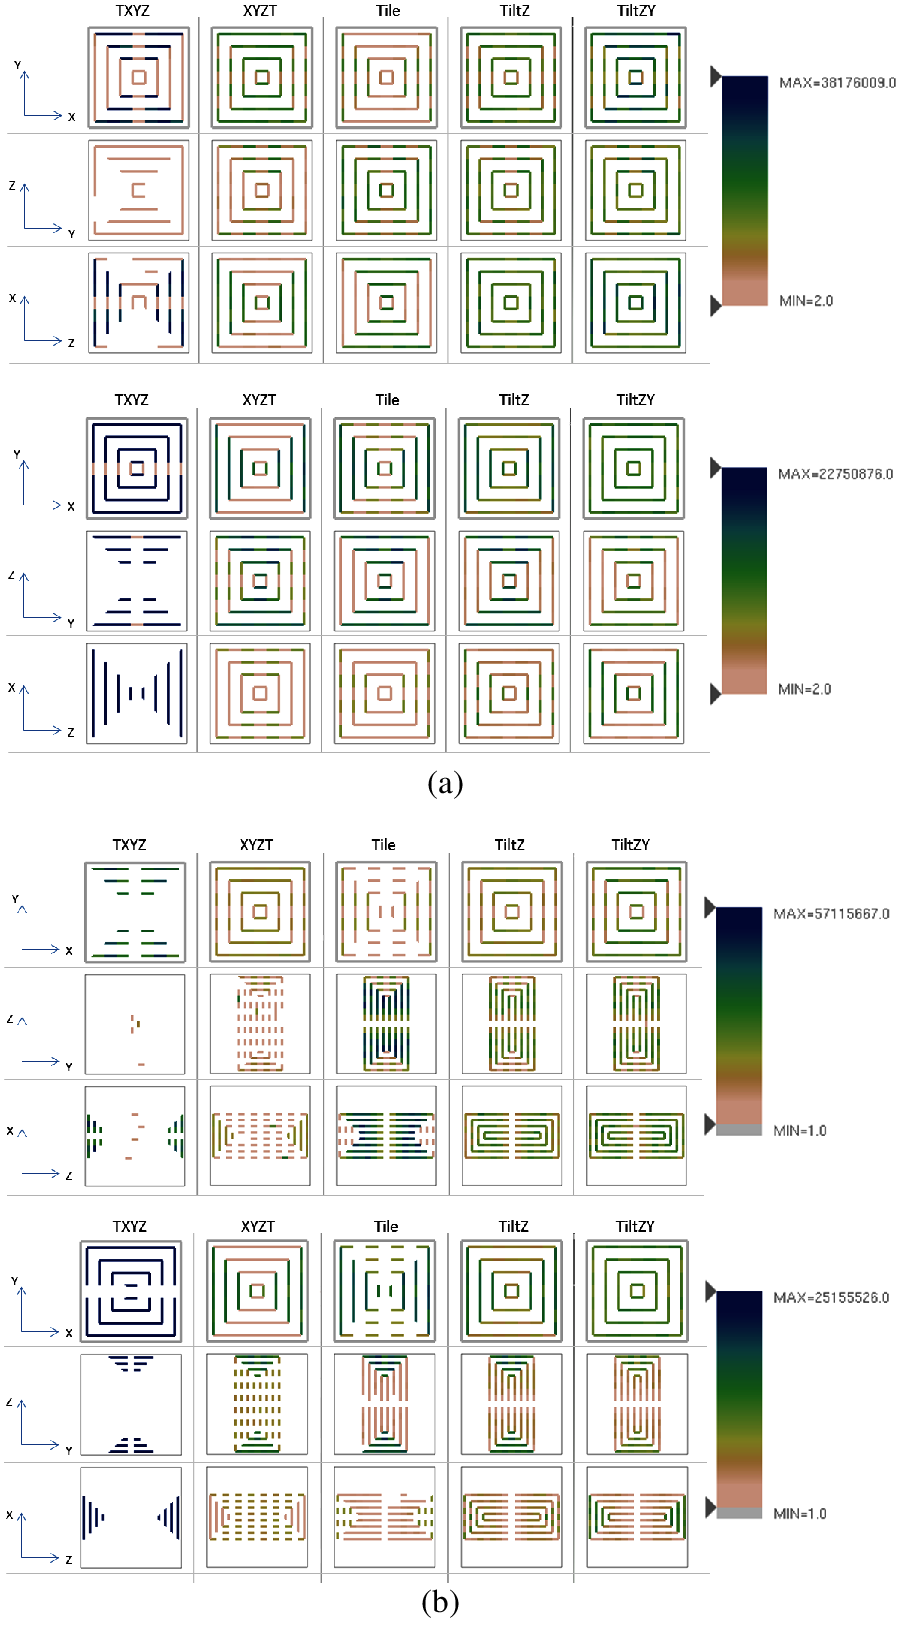 TXYZ XYZT Tile TiltZ TiltZY
Y
X
MAX=38176009.0
Z
Y
X
Z
MIN=2.0
TXYZ XYZT Tile TiltZ TiltZY
Y
X
MAX=22750876.0
Z
Y
X
Z
MIN=2.0
(a)
TXYZ XYZT Tile TiltZ TiltZY
Y
X
MAX=57115667.0
Z
Y
X
Z
MIN=1.0
TXYZ XYZT Tile TiltZ TiltZY
Y
X
MAX=25155526.0
Z
Y
X
Z
MIN=1.0
(b)